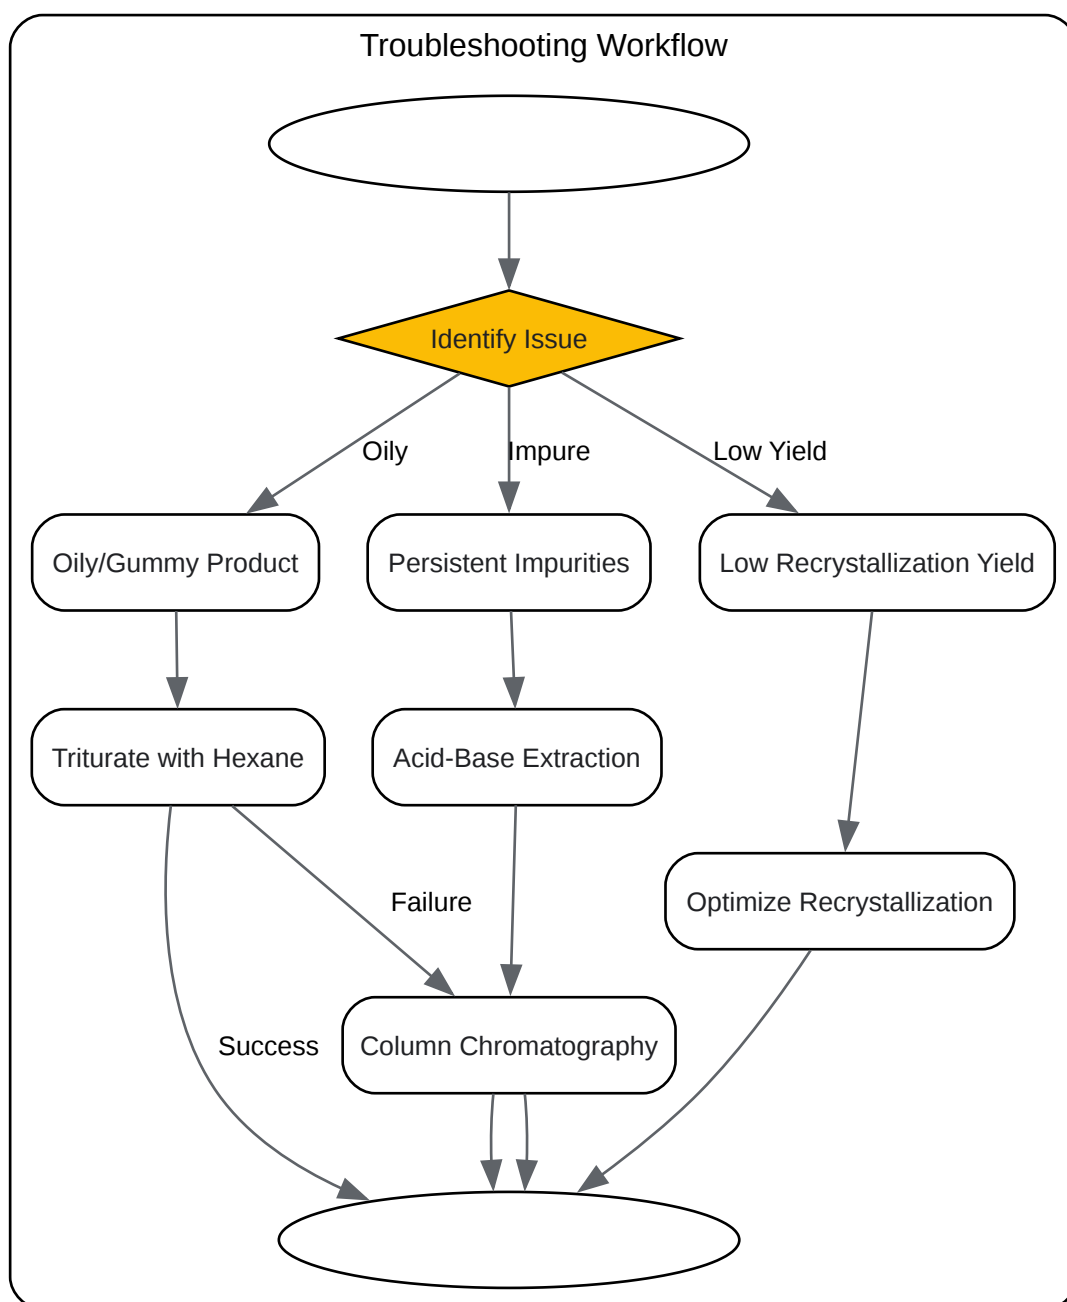 Troubleshooting Workflow
Identify Issue
Oily
Impure
Low Yield
Oily/Gummy Product
Persistent Impurities
Low Recrystallization Yield
Triturate with Hexane
Acid-Base Extraction
Optimize Recrystallization
Failure
Success
Column Chromatography